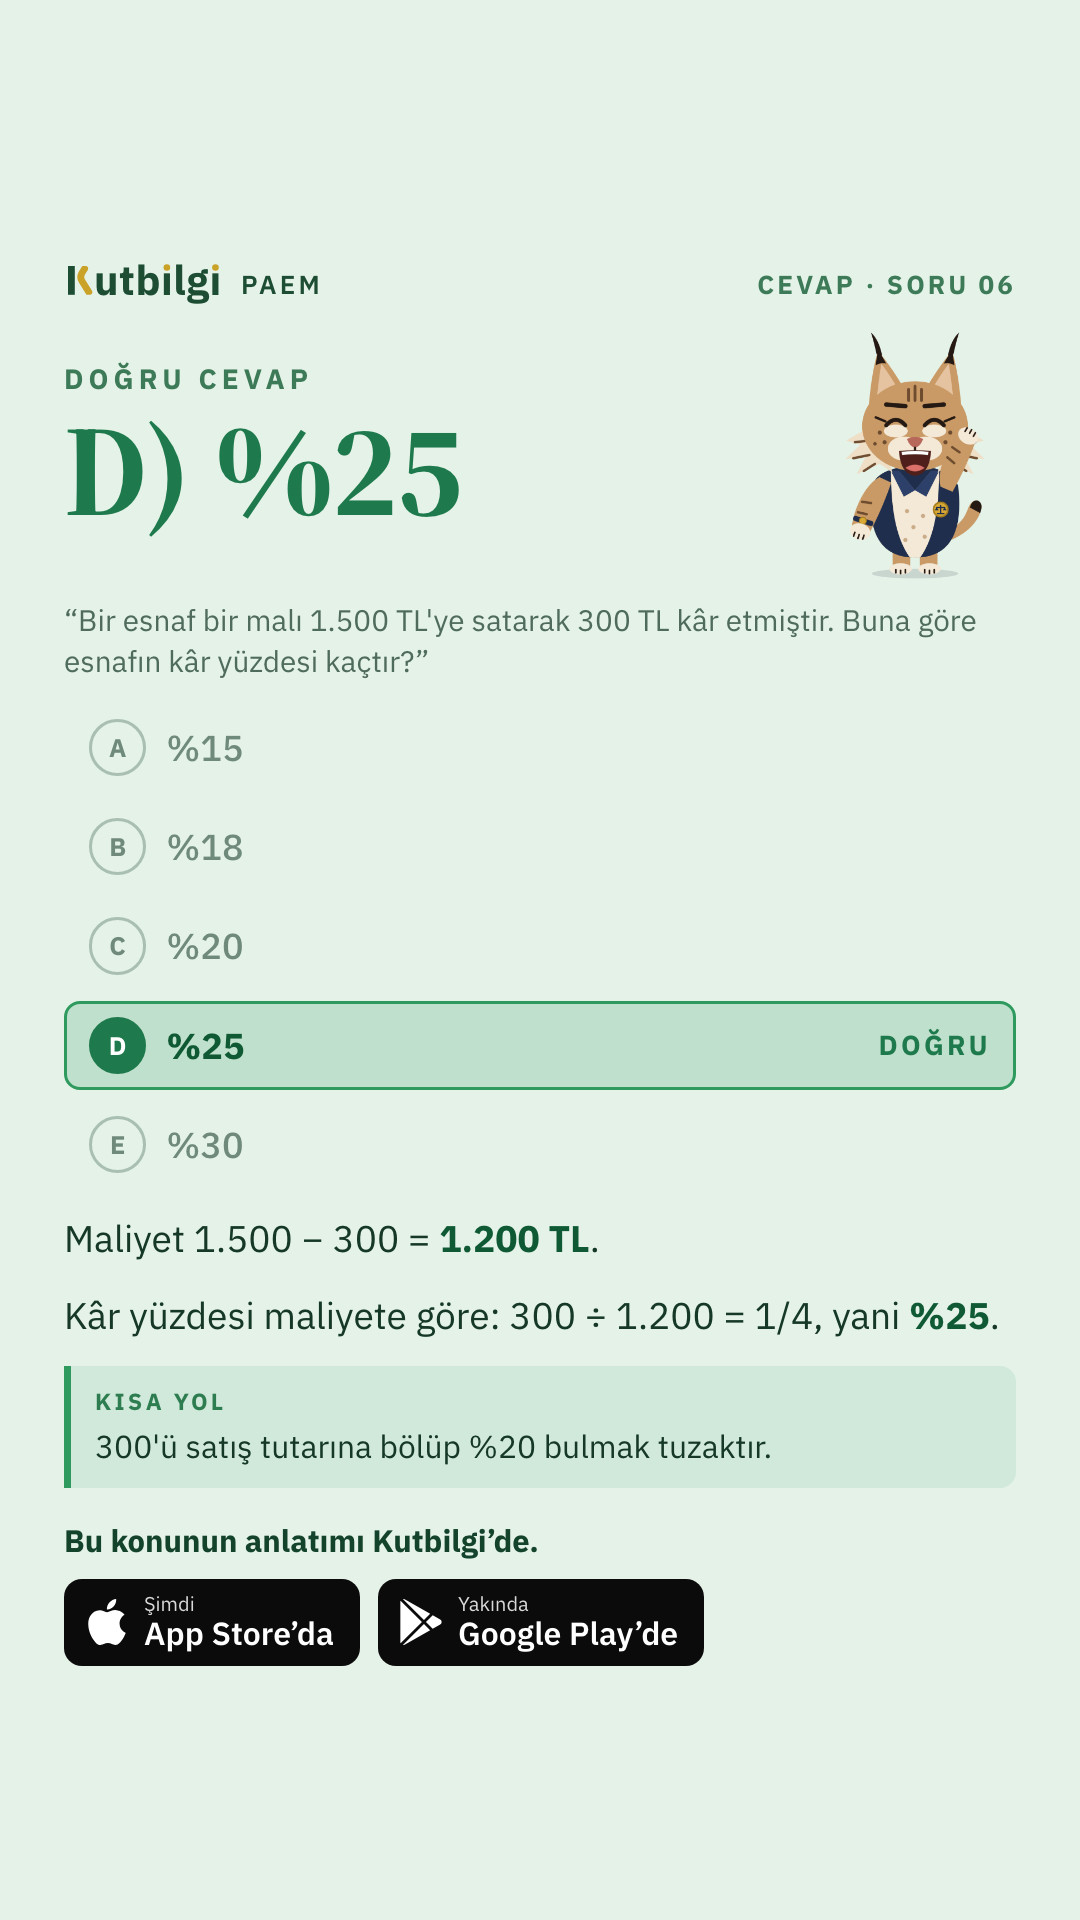 Kutbilgi PAEM
CEVAP · SORU 06
DOĞRU CEVAP
D) %25
“Bir esnaf bir malı 1.500 TL'ye satarak 300 TL kâr etmiştir. Buna göre
esnafın kâr yüzdesi kaçtır?”
A %15
B %18
C %20
D %25 DOĞRU
E %30
Maliyet 1.500 − 300 = 1.200 TL.
Kâr yüzdesi maliyete göre: 300 ÷ 1.200 = 1/4, yani %25.
KISA YOL
300'ü satış tutarına bölüp %20 bulmak tuzaktır.
Bu konunun anlatımı Kutbilgi’de.
Şimdi
App Store’da
Yakında
Google Play’de